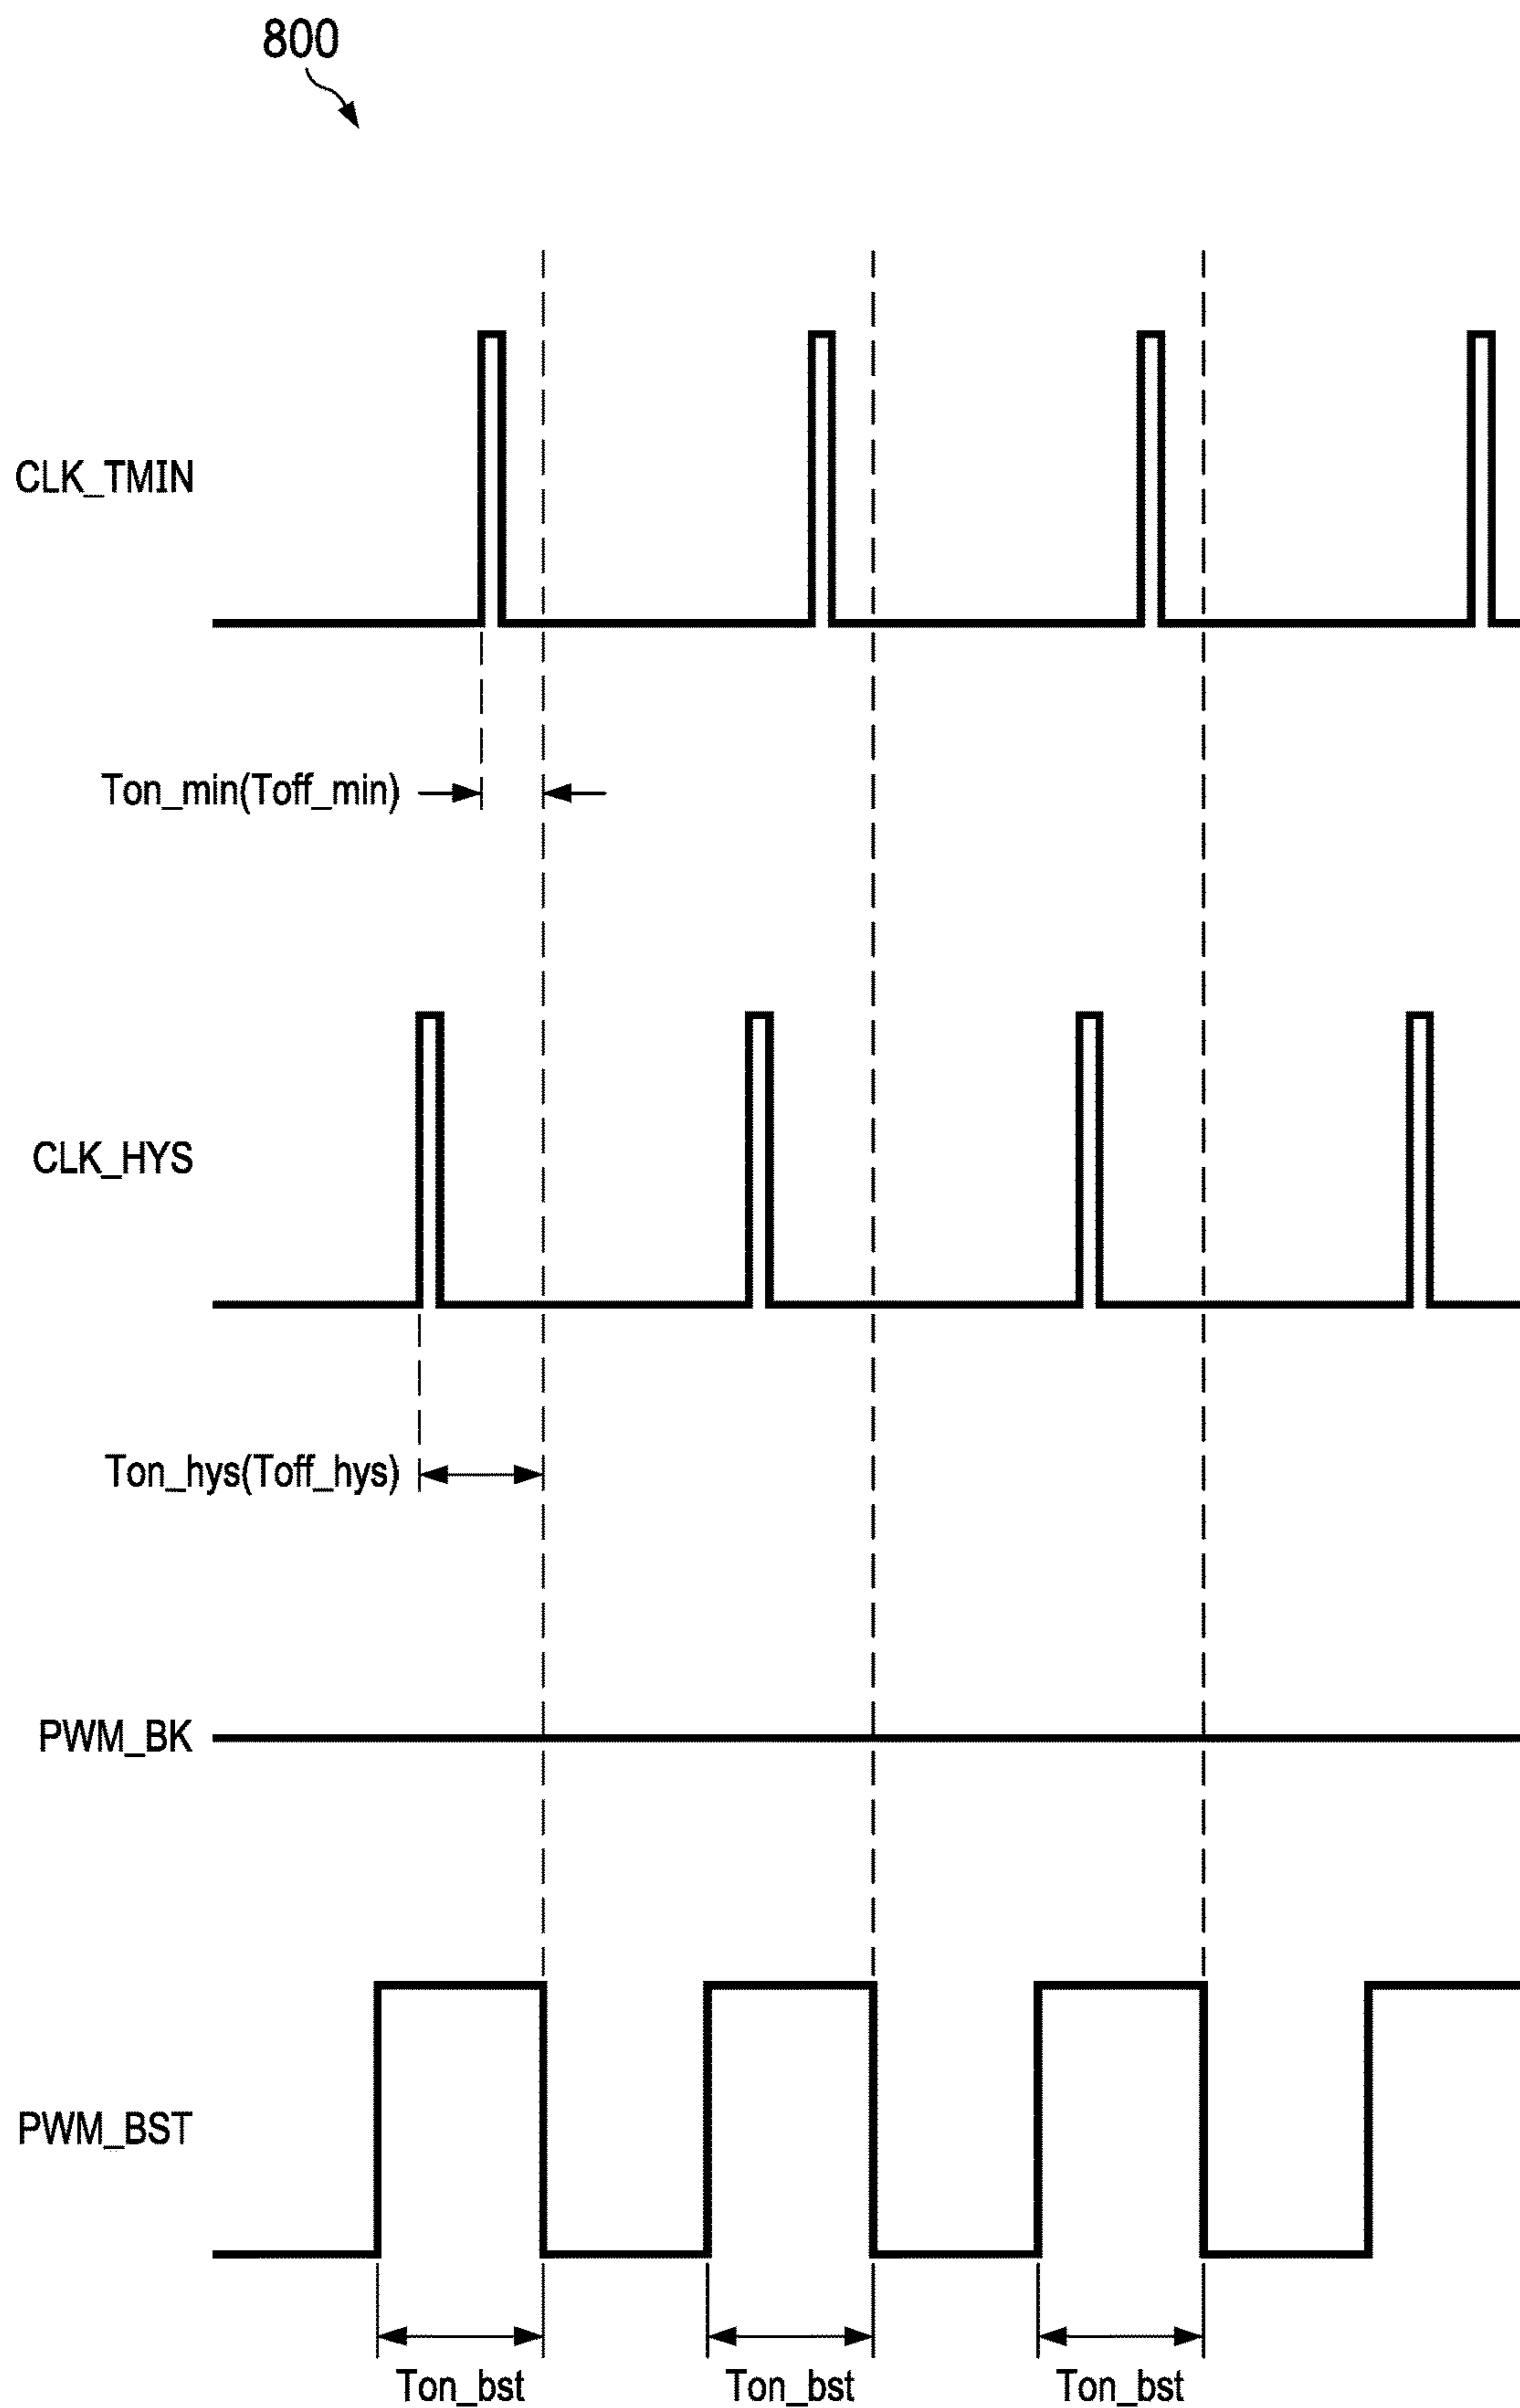 800
CLK_TMIN
Ton_min(Toff_min)
CLK_HYS
Ton_hys(Toff_hys)
PWM_BK
PWM_BST
Ton_bst Ton_bst Ton_bst